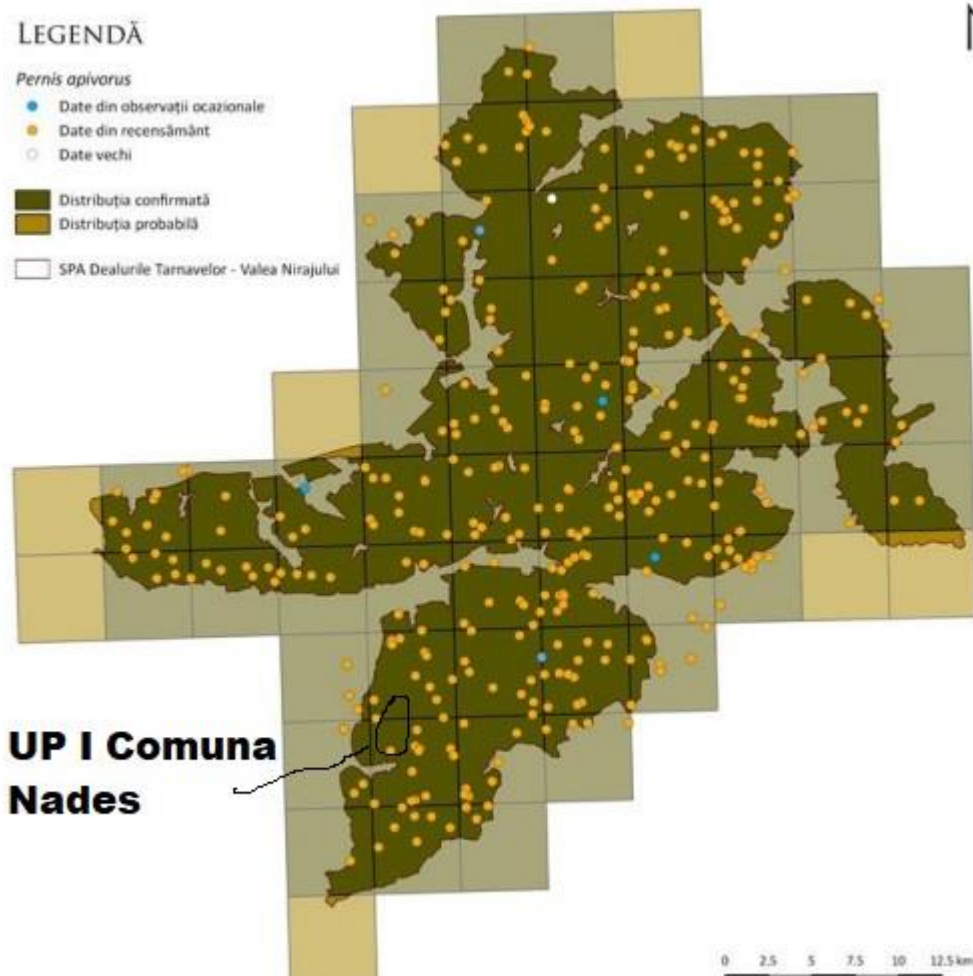 LEGENDĂ
Pernis apivorus
Date din observații ocazionale
Date din recensământ
Date vechi
Distribuția confirmată
Distribuția probabilă
SPA Dealurile Tarnavelor - Valea Nirajului
UP I Comuna
Nades
0 2.5 5 7.5 10 12.5 km